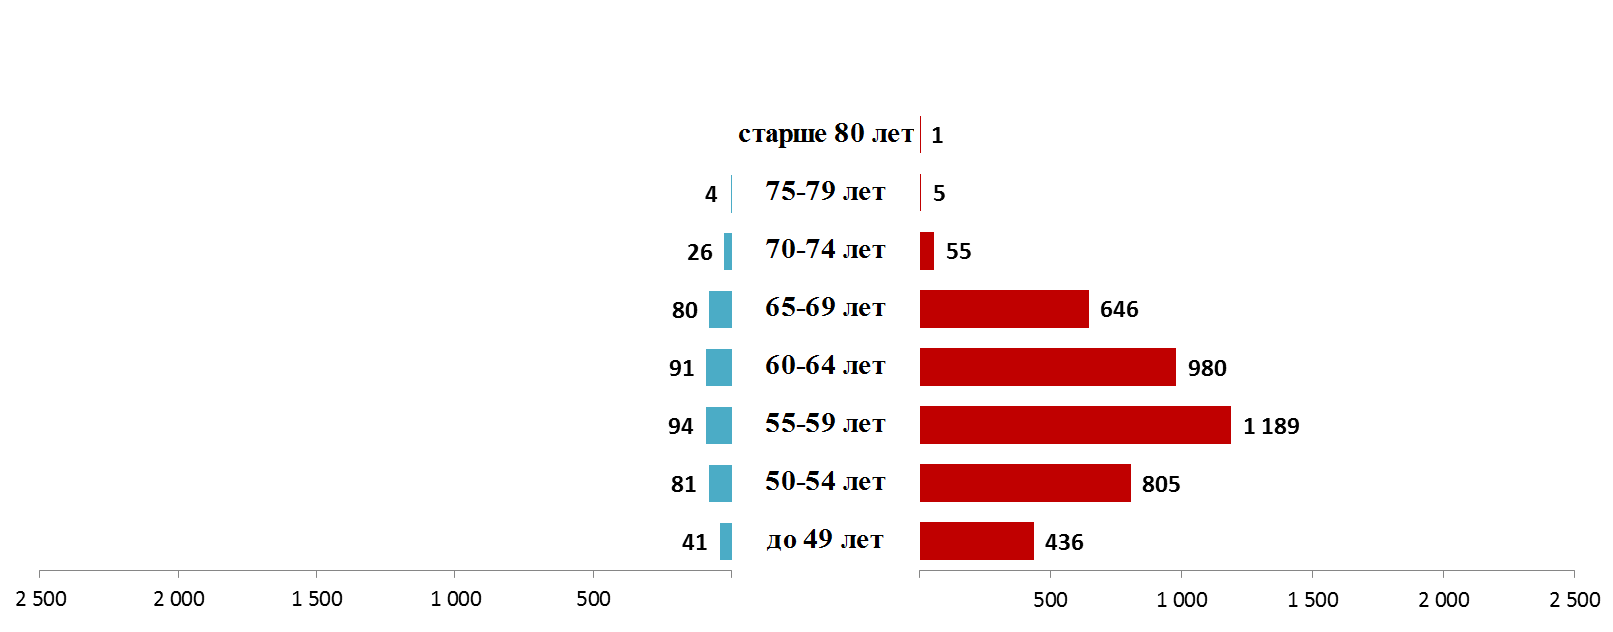 старше 80 лет 1
4 75-79 лет 5
26 70-74 лет 55
80 65-69 лет 646
91 60-64 лет 980
94 55-59 лет 1 189
81 50-54 лет 805
41 до 49 лет 436
2 500 2 000 1 500 1 000 500 500 1 000 1 500 2 000 2 500